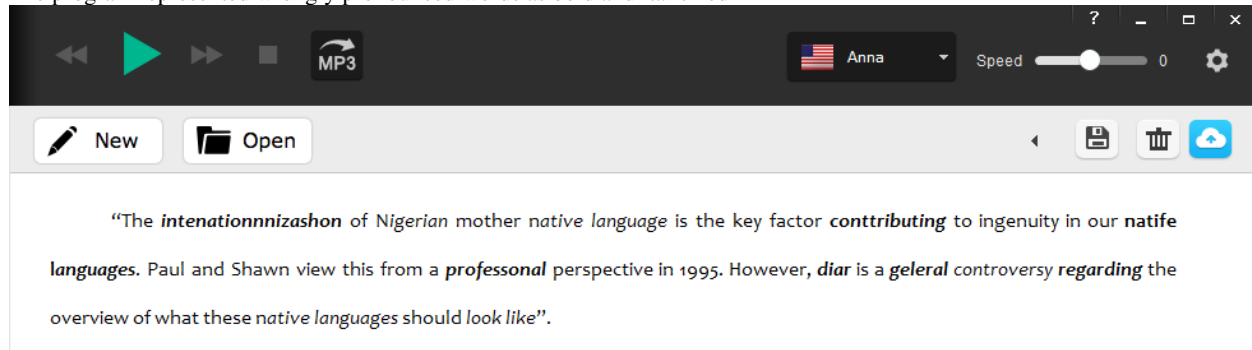 ? _ □ x
MP3 Anna Speed 0
New Open
“The intenationnnizashon of Nigerian mother native language is the key factor conttributing to ingenuity in our natife
languages. Paul and Shawn view this from a professonal perspective in 1995. However, diar is a geleral controversy regarding the
overview of what these native languages should look like”.